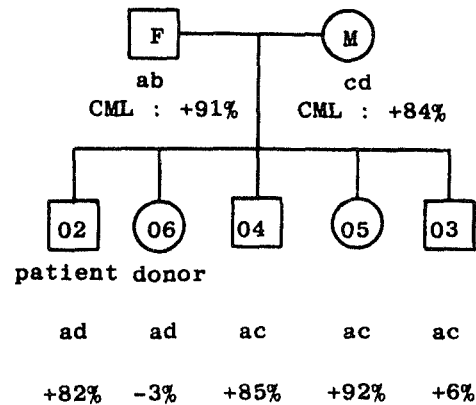 F M
ab cd
CML : +91% CML : +84%
02 06 04 05 03
patient donor
ad ad ac ac ac
+82% -3% +85% +92% +6%